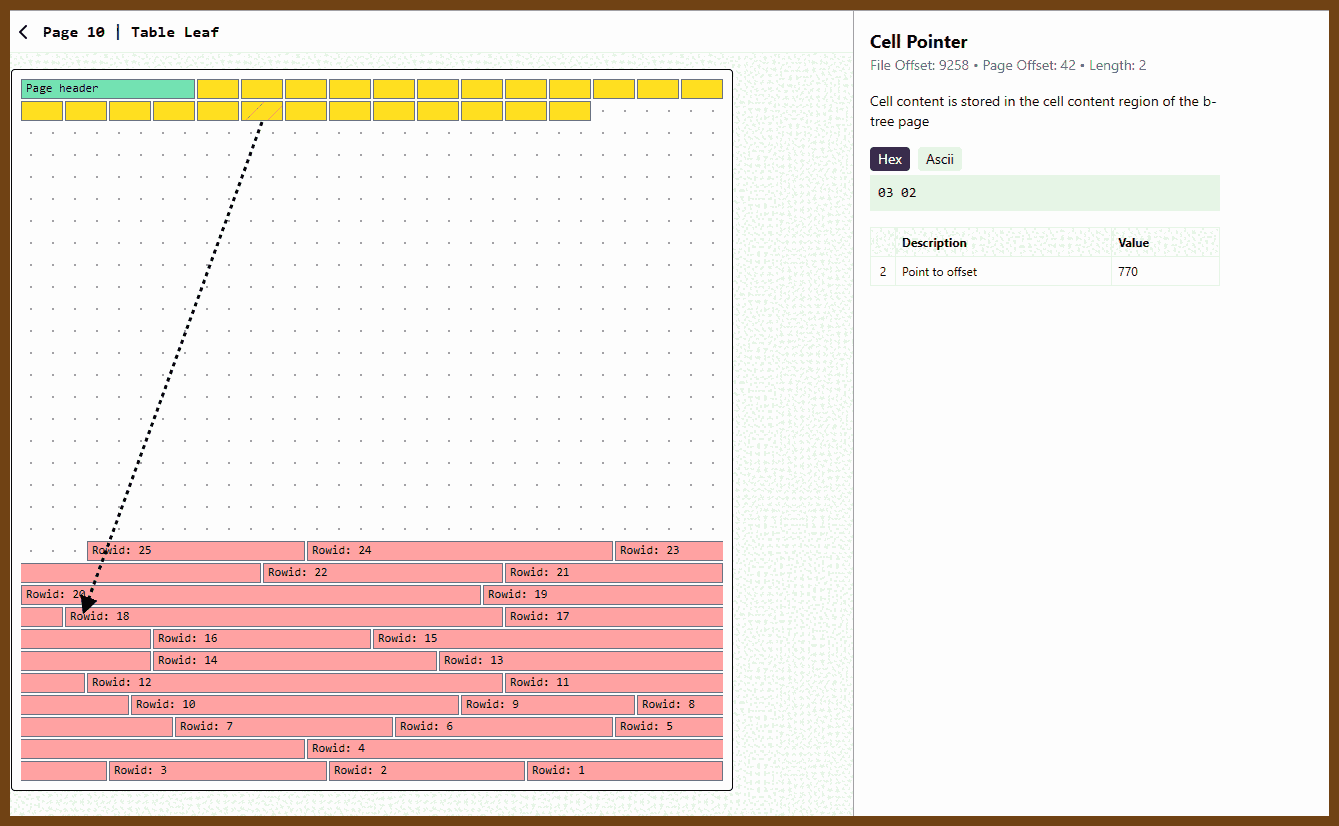 Page 10 | Table Leaf
Page header
Rowid: 25
Rowid: 24
Rowid: 23
Rowid: 22
Rowid: 21
Rowid: 20
Rowid: 19
Rowid: 18
Rowid: 17
Rowid: 16
Rowid: 15
Rowid: 14
Rowid: 13
Rowid: 12
Rowid: 11
Rowid: 10
Rowid: 9
Rowid: 8
Rowid: 7
Rowid: 6
Rowid: 5
Rowid: 4
Rowid: 3
Rowid: 2
Rowid: 1
Cell Pointer
File Offset: 9258 • Page Offset: 42 • Length: 2
Cell content is stored in the cell content region of the b-
tree page
Hex Ascii
03 02
Description Value
2 Point to offset 770